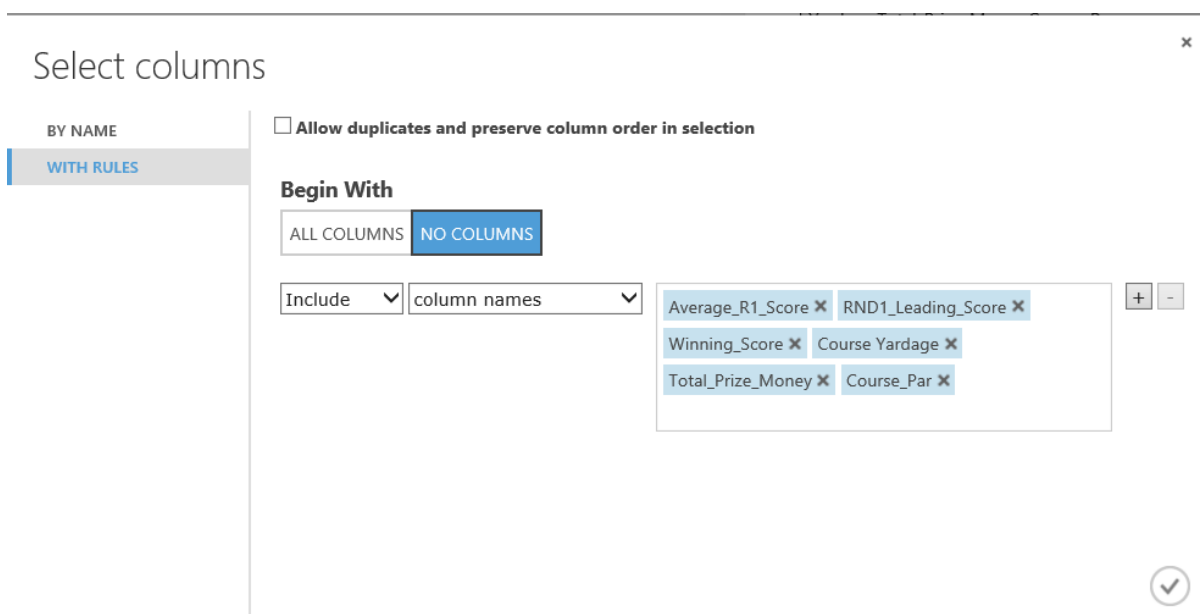 Select columns
BY NAME
WITH RULES
Allow duplicates and preserve column order in selection
Begin With
ALL COLUMNS NO COLUMNS
Include column names
Average_R1_Score RND1_Leading_Score
Winning_Score Course Yardage
Total_Prize_Money Course_Par
+ -